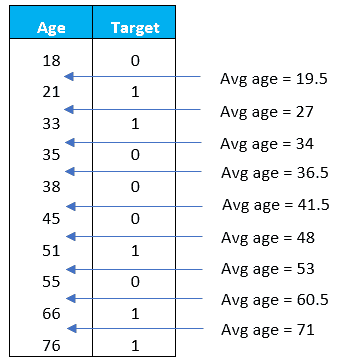 Age Target
18 0
Avg age = 19.5
21 1
Avg age = 27
33 1
Avg age = 34
35 0
Avg age = 36.5
38 0
Avg age = 41.5
45 0
Avg age = 48
51 1
Avg age = 53
55 0
Avg age = 60.5
66 1
Avg age = 71
76 1